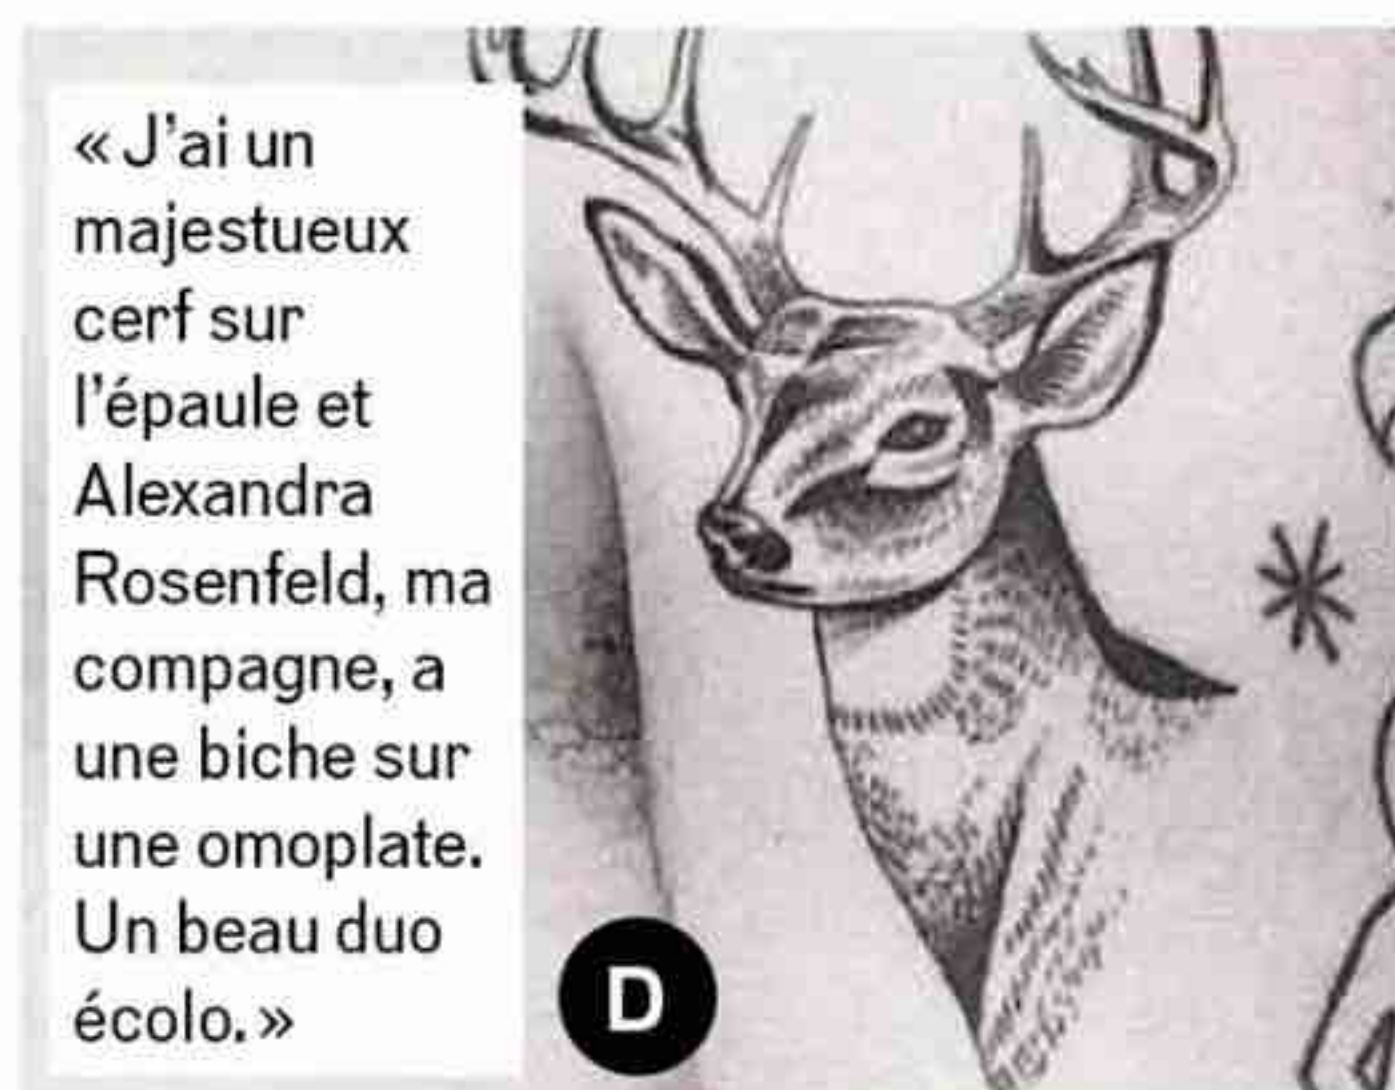 « J'ai un
majestueux
cerf sur
l'épaule et
Alexandra
Rosenfeld, ma
compagne, a
une biche sur
une omoplate.
Un beau duo
écolo. »
D